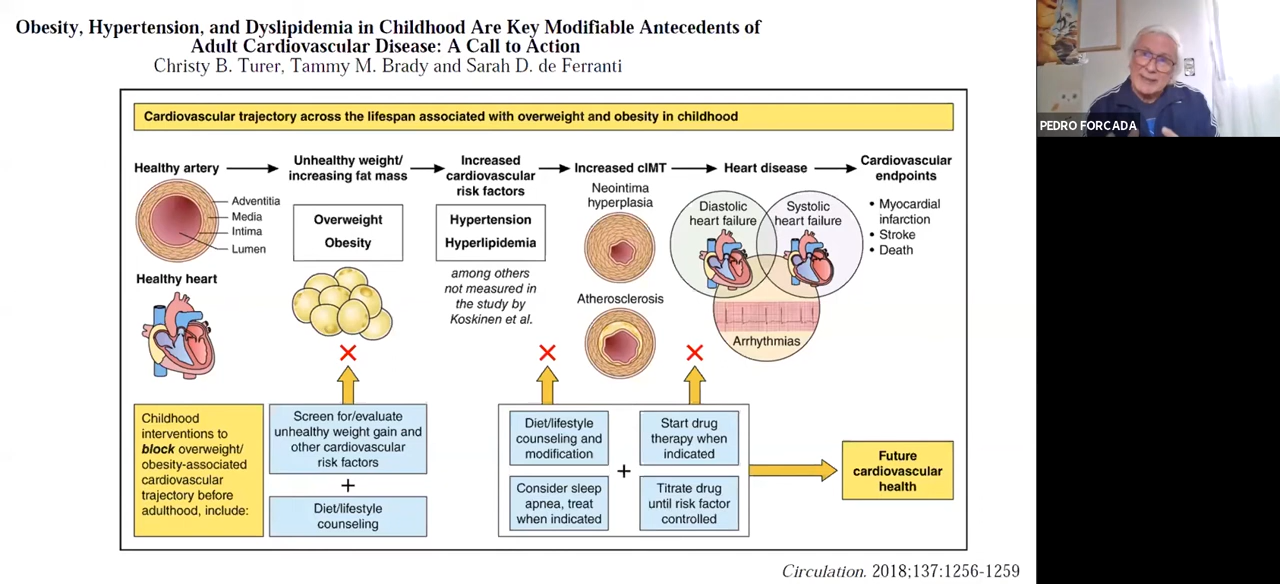 Obesity, Hypertension, and Dyslipidemia in Childhood Are Key Modifiable Antecedents of
Adult Cardiovascular Disease: A Call to Action
Christy B. Turer, Tammy M. Brady and Sarah D. de Ferranti
PEDRO FORCADA
Cardiovascular trajectory across the lifespan associated with overweight and obesity in childhood
Healthy artery
Adventitia
Media
Intima
Lumen
Healthy heart
Unhealthy weight/
increasing fat mass
Overweight
Obesity
Increased
cardiovascular
risk factors
Hypertension
Hyperlipidemia
among others
not measured in
the study by
Koskinen et al.
Increased cIMT
Neointima
hyperplasia
Atherosclerosis
Heart disease
Diastolic
heart failure
Systolic
heart failure
Arrhythmias
Cardiovascular
endpoints
• Myocardial
infarction
• Stroke
• Death
Childhood
interventions to
block overweight/
obesity-associated
cardiovascular
trajectory before
adulthood, include:
Screen for/evaluate
unhealthy weight gain and
other cardiovascular
risk factors
+
Diet/lifestyle
counseling
Diet/lifestyle
counseling and
modification
Consider sleep
apnea, treat
when indicated
+
Start drug
therapy when
indicated
Titrate drug
until risk factor
controlled
Future
cardiovascular
health
Circulation. 2018;137:1256-1259